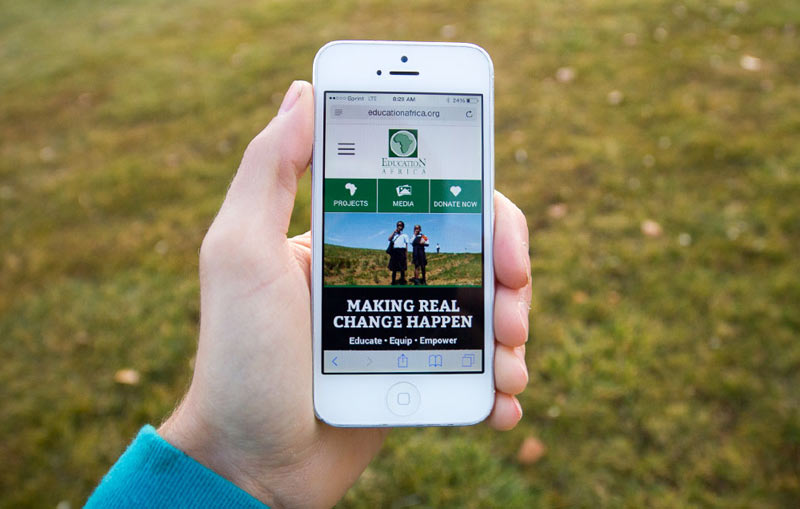 Sprint LTE 8:29 AM 24%
educationafrica.org
EDUCATION
AFRICA
PROJECTS MEDIA DONATE NOW
MAKING REAL
CHANGE HAPPEN
Educate • Equip • Empower